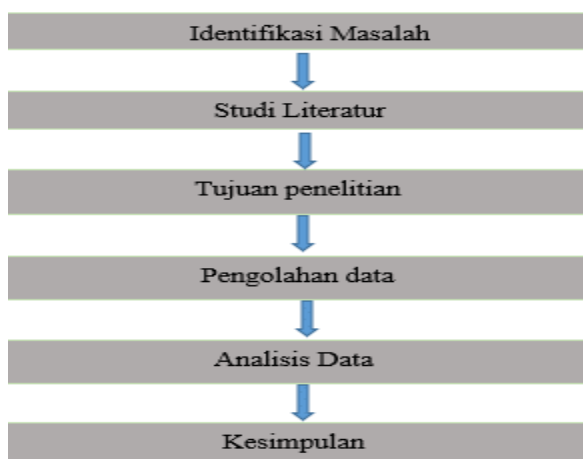 Identifikasi Masalah
Studi Literatur
Tujuan penelitian
Pengolahan data
Analisis Data
Kesimpulan